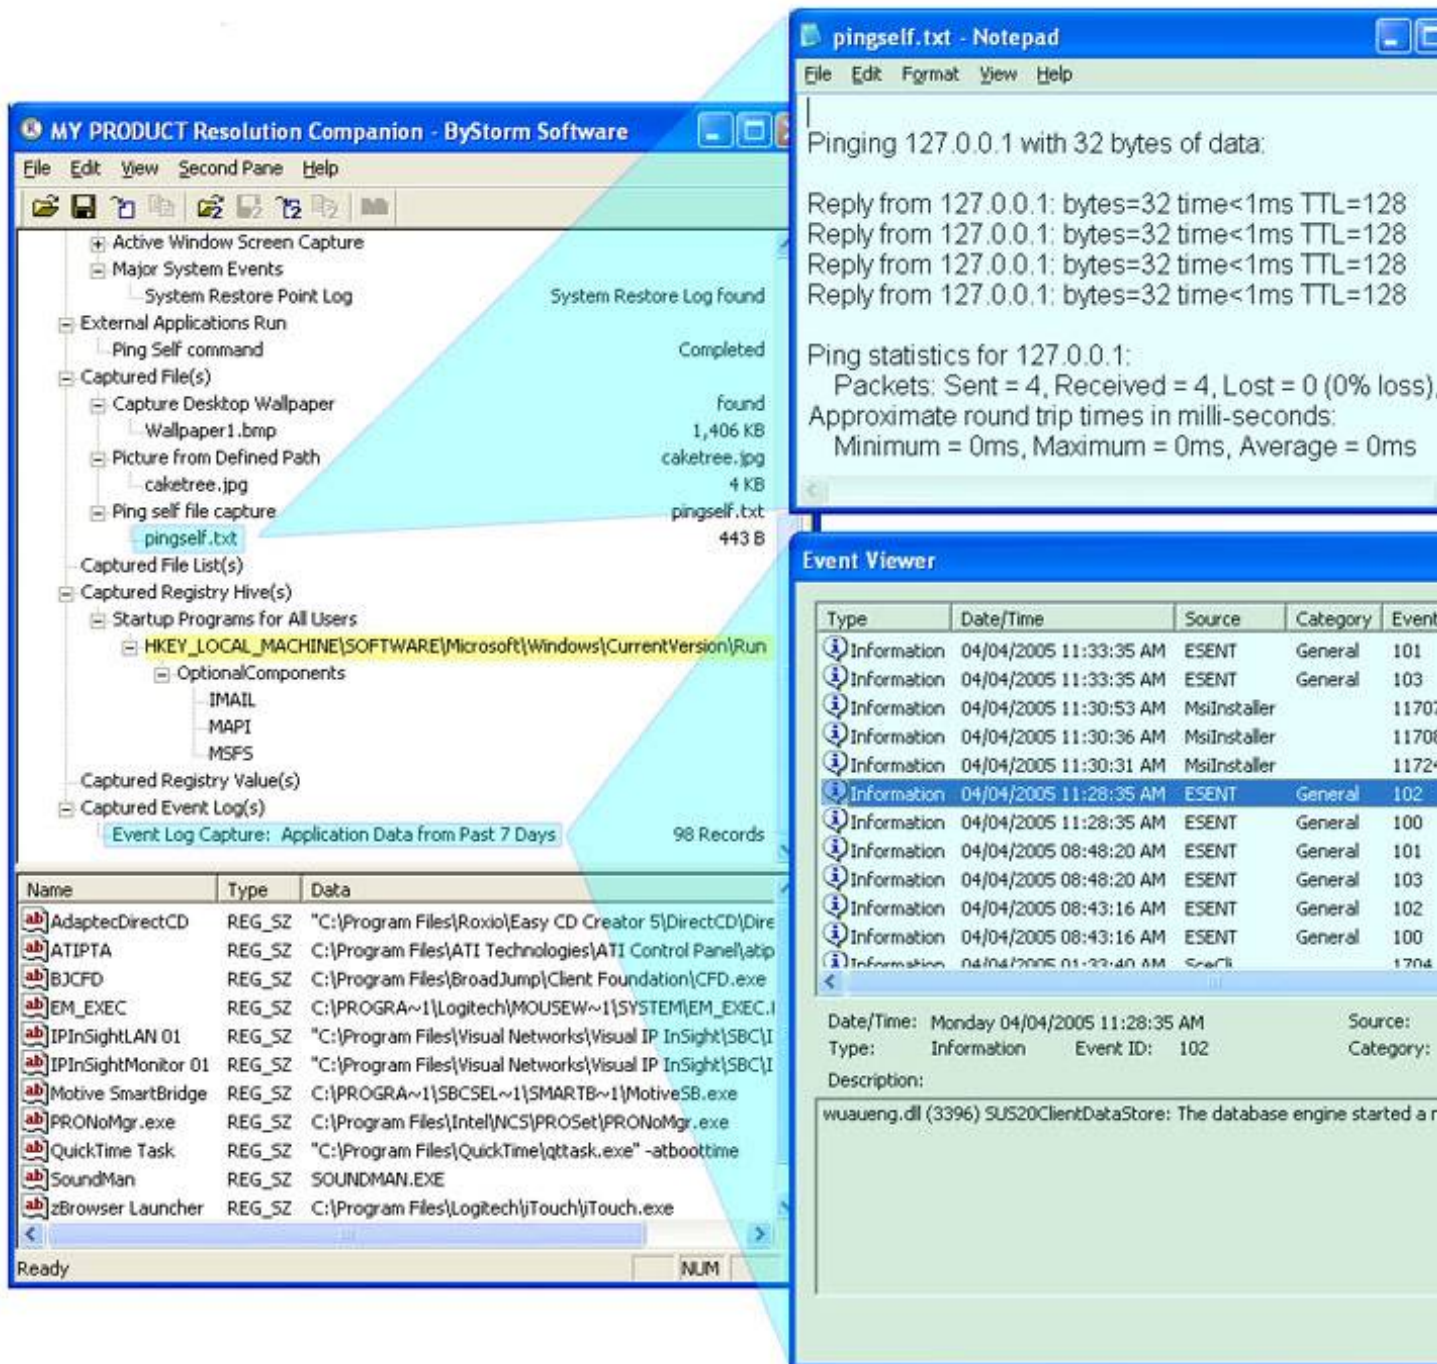 MY PRODUCT Resolution Companion - ByStorm Software
File Edit View Second Pane Help
Active Window Screen Capture
Major System Events
System Restore Point Log System Restore Log found
External Applications Run
Ping Self command Completed
Captured File(s)
Capture Desktop Wallpaper found
Wallpaper1.bmp 1,406 KB
Picture from Defined Path caketree.jpg
caketree.jpg 4 KB
Ping self file capture pingself.txt
pingself.txt 443 B
Captured File List(s)
Captured Registry Hive(s)
Startup Programs for All Users
HKEY_LOCAL_MACHINE\SOFTWARE\Microsoft\Windows\CurrentVersion\Run
OptionalComponents
IMAIL
MAPI
MSFS
Captured Registry Value(s)
Captured Event Log(s)
Event Log Capture: Application Data from Past 7 Days 98 Records
Name Type Data
AdaptecDirectCD REG_SZ "C:\Program Files\Roxio\Easy CD Creator 5\DirectCD\Dire
ATIPTA REG_SZ C:\Program Files\ATI Technologies\ATI Control Panel\atip
BJCFD REG_SZ C:\Program Files\BroadJump\Client Foundation\CFD.exe
EM_EXEC REG_SZ C:\PROGRA~1\Logitech\MOUSEW~1\SYSTEM\EM_EXEC.
IPInSightLAN 01 REG_SZ "C:\Program Files\Visual Networks\Visual IP InSight\SBC\I
IPInSightMonitor 01 REG_SZ "C:\Program Files\Visual Networks\Visual IP InSight\SBC\I
Motive SmartBridge REG_SZ C:\PROGRA~1\SBCSEL~1\SMARTB~1\MotiveSB.exe
PRONoMgr.exe REG_SZ C:\Program Files\Intel\NCS\PROSet\PRONoMgr.exe
QuickTime Task REG_SZ "C:\Program Files\QuickTime\qttask.exe" -atboottime
SoundMan REG_SZ SOUNDMAN.EXE
zBrowser Launcher REG_SZ C:\Program Files\Logitech\iTouch\iTouch.exe
Ready NUM
pingself.txt - Notepad
File Edit Format View Help
Pinging 127.0.0.1 with 32 bytes of data:
Reply from 127.0.0.1: bytes=32 time<1ms TTL=128
Reply from 127.0.0.1: bytes=32 time<1ms TTL=128
Reply from 127.0.0.1: bytes=32 time<1ms TTL=128
Reply from 127.0.0.1: bytes=32 time<1ms TTL=128
Ping statistics for 127.0.0.1:
Packets: Sent = 4, Received = 4, Lost = 0 (0% loss),
Approximate round trip times in milli-seconds:
Minimum = 0ms, Maximum = 0ms, Average = 0ms
Event Viewer
Type Date/Time Source Category Event
Information 04/04/2005 11:33:35 AM ESENT General 101
Information 04/04/2005 11:33:35 AM ESENT General 103
Information 04/04/2005 11:30:53 AM MsiInstaller 11707
Information 04/04/2005 11:30:36 AM MsiInstaller 11708
Information 04/04/2005 11:30:31 AM MsiInstaller 11724
Information 04/04/2005 11:28:35 AM ESENT General 102
Information 04/04/2005 11:28:35 AM ESENT General 100
Information 04/04/2005 08:48:20 AM ESENT General 101
Information 04/04/2005 08:48:20 AM ESENT General 103
Information 04/04/2005 08:43:16 AM ESENT General 102
Information 04/04/2005 08:43:16 AM ESENT General 100
Information 04/04/2005 01:33:40 AM SceCli 1704
Date/Time: Monday 04/04/2005 11:28:35 AM Source:
Type: Information Event ID: 102 Category:
Description:
wuaueng.dll (3396) SUS20ClientDataStore: The database engine started a